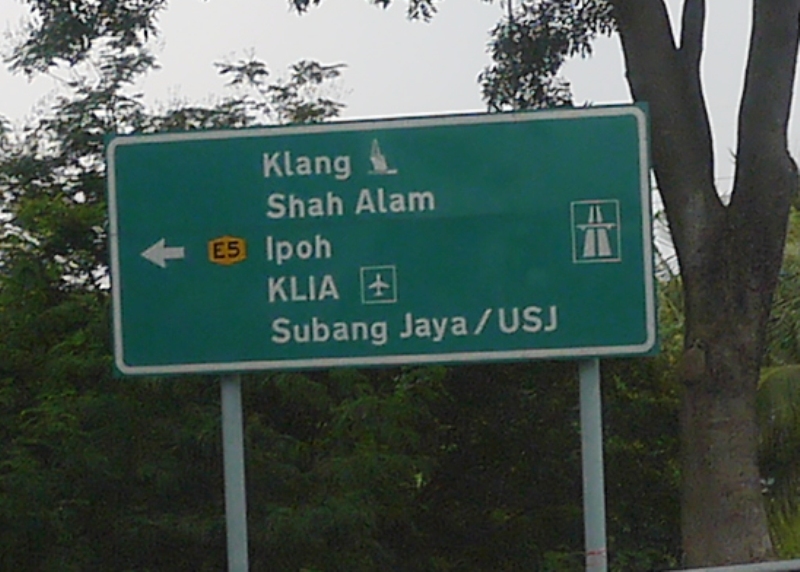 Klang
Shah Alam
E5 Ipoh
KLIA
Subang Jaya / USJ